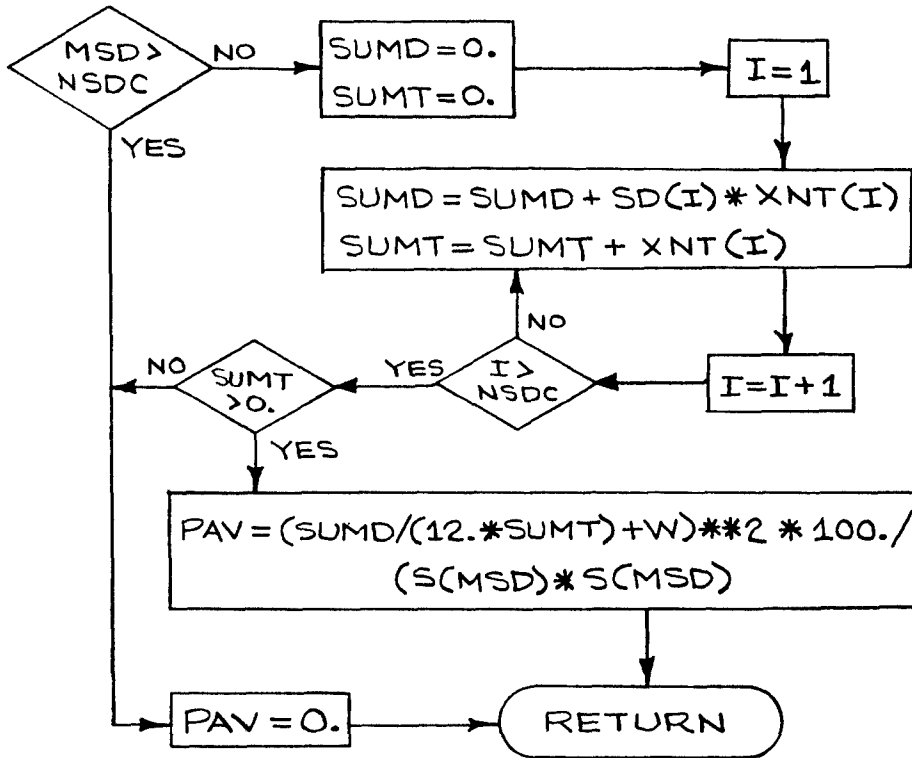 MSD >
NSDC
NO
YES
SUMD = 0.
SUMT = 0.
I = 1
SUMD = SUMD + SD(I) * XNT(I)
SUMT = SUMT + XNT(I)
NO
I >
NSDC
YES
I = I + 1
SUMT
> 0.
NO
YES
PAV = (SUMD/(12.*SUMT) + W)**2 * 100./
(S(MSD) * S(MSD)
PAV = 0.
RETURN